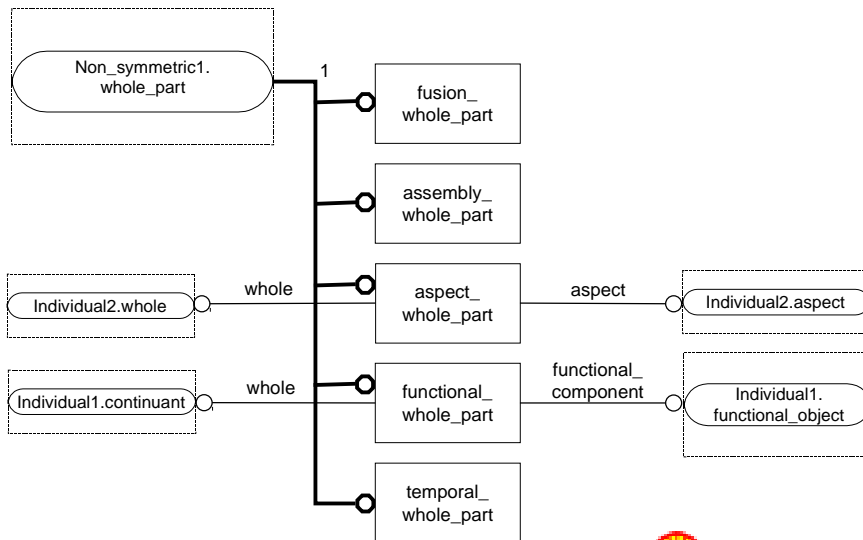 Non_symmetric1.
whole_part
1
fusion_
whole_part
assembly_
whole_part
Individual2.whole
whole
aspect_
whole_part
aspect
Individual2.aspect
Individual1.continuant
whole
functional_
whole_part
functional_
component
Individual1.
functional_object
temporal_
whole_part